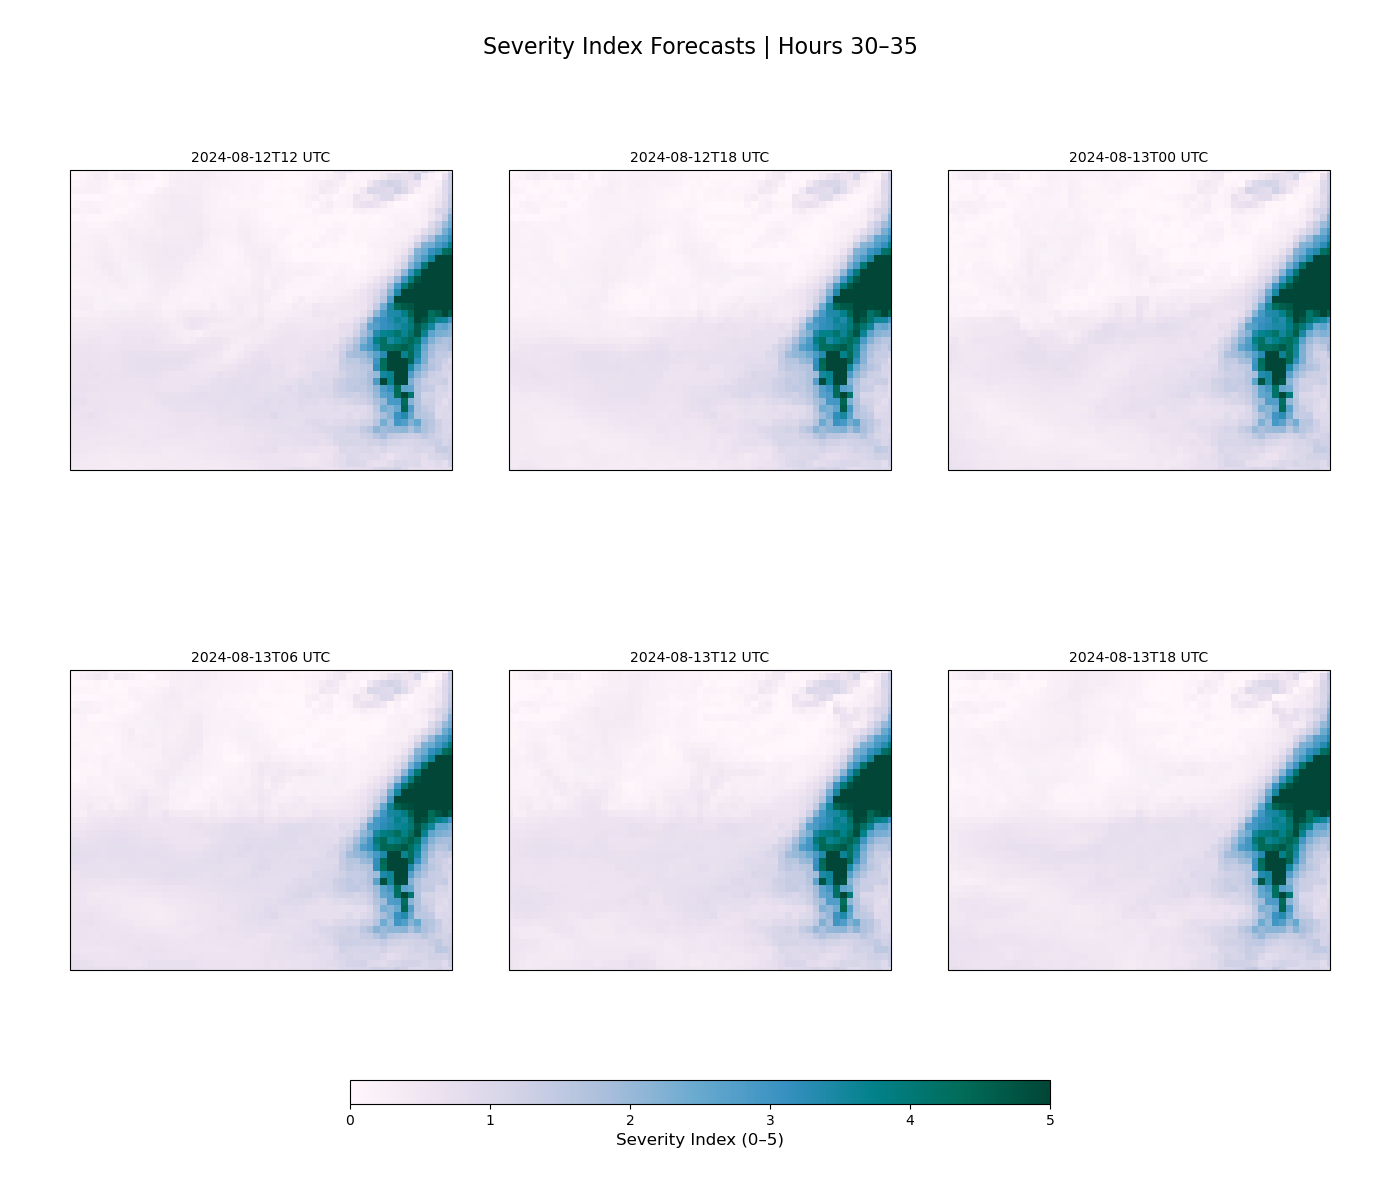 Severity Index Forecasts | Hours 30–35
2024-08-12T12 UTC
2024-08-12T18 UTC
2024-08-13T00 UTC
2024-08-13T06 UTC
2024-08-13T12 UTC
2024-08-13T18 UTC
0 1 2 3 4 5
Severity Index (0–5)